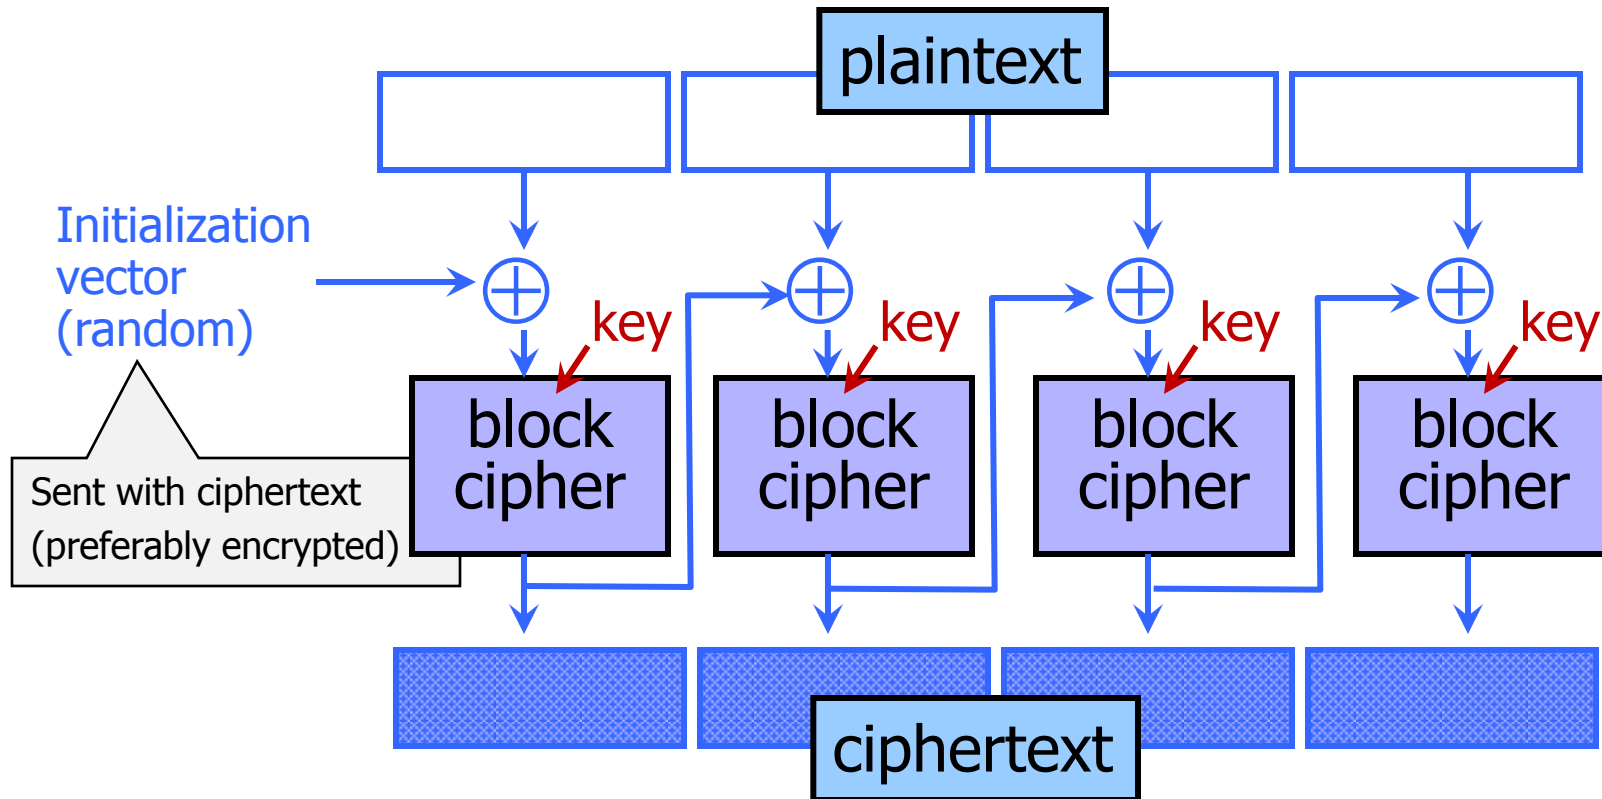 plaintext
Initialization
vector
(random)
key
key
key
key
block
cipher
block
cipher
block
cipher
block
cipher
Sent with ciphertext
(preferably encrypted)
ciphertext